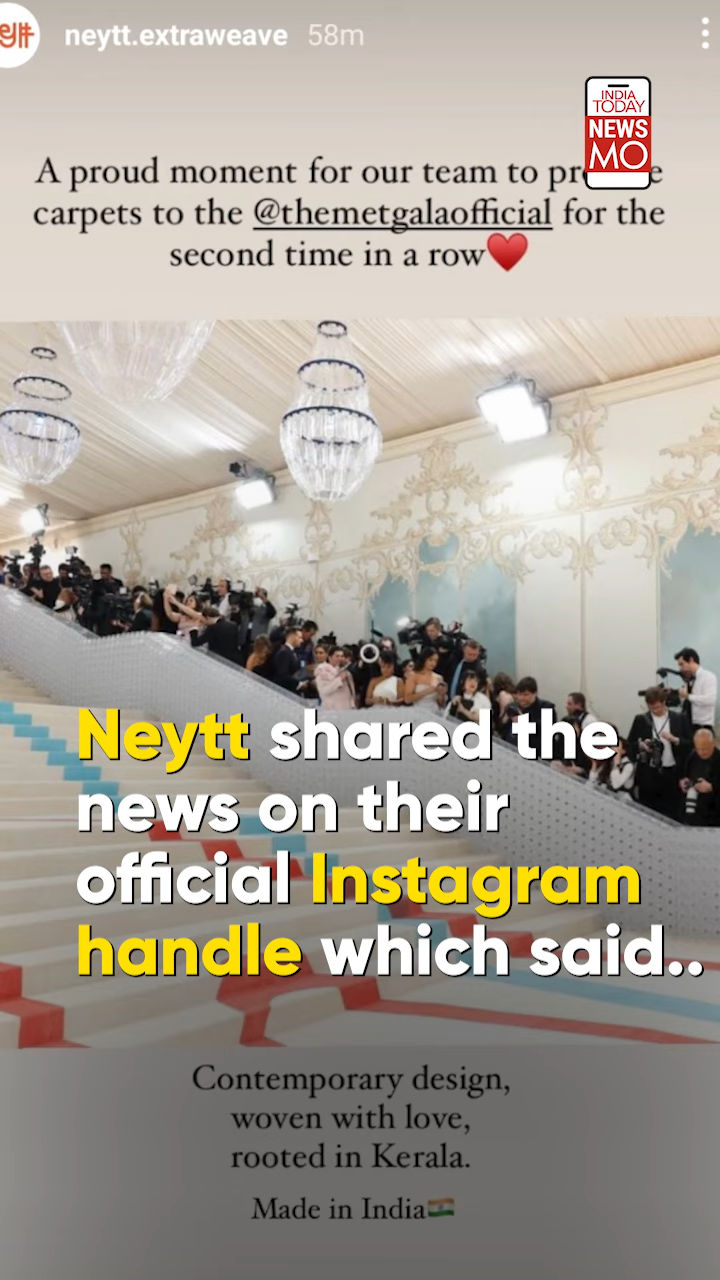 neytt.extraweave 58m
INDIA
TODAY
NEWS
MO
A proud moment for our team to
carpets to the @themetgalaofficial for the
second time in a row♥️
Neytt shared the
news on their
official Instagram
handle which said..
Contemporary design,
woven with love,
rooted in Kerala.
Made in India🇮🇳